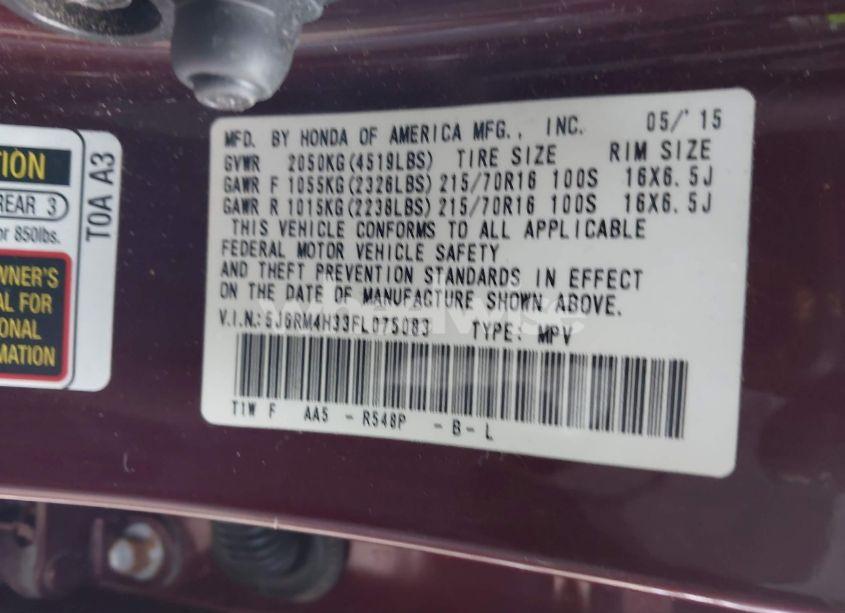 MFD. BY HONDA OF AMERICA MFG., INC. 05/'15
GVWR 2050KG(4519LBS) TIRE SIZE RIM SIZE
GAWR F 1055KG(2326LBS) 215/70R16 100S 16X6.5J
GAWR R 1015KG(2238LBS) 215/70R16 100S 16X6.5J
THIS VEHICLE CONFORMS TO ALL APPLICABLE
FEDERAL MOTOR VEHICLE SAFETY
AND THEFT PREVENTION STANDARDS IN EFFECT
ON THE DATE OF MANUFACTURE SHOWN ABOVE.
V.I.N.: 5J6RM4H33FL075083 TYPE: MPV
T1W F AA5 - R548P - B - L
TION
REAR 3
or 850lbs.
WNER'S
AL FOR
ONAL
MATION
T0A A3